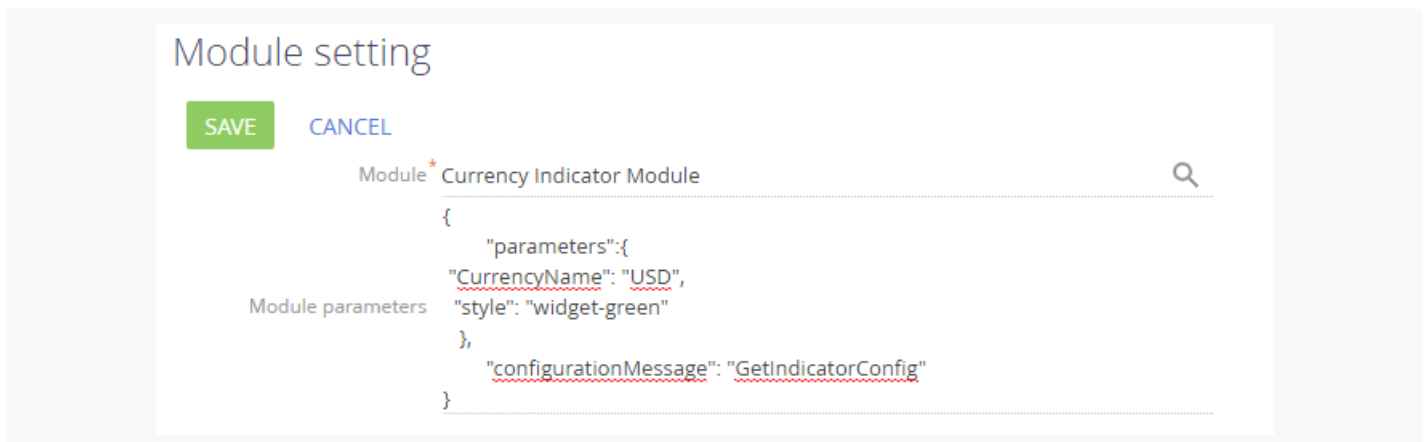 Module setting
SAVE CANCEL
Module* Currency Indicator Module
{
"parameters":{
"CurrencyName": "USD",
Module parameters "style": "widget-green"
},
"configurationMessage": "GetIndicatorConfig"
}